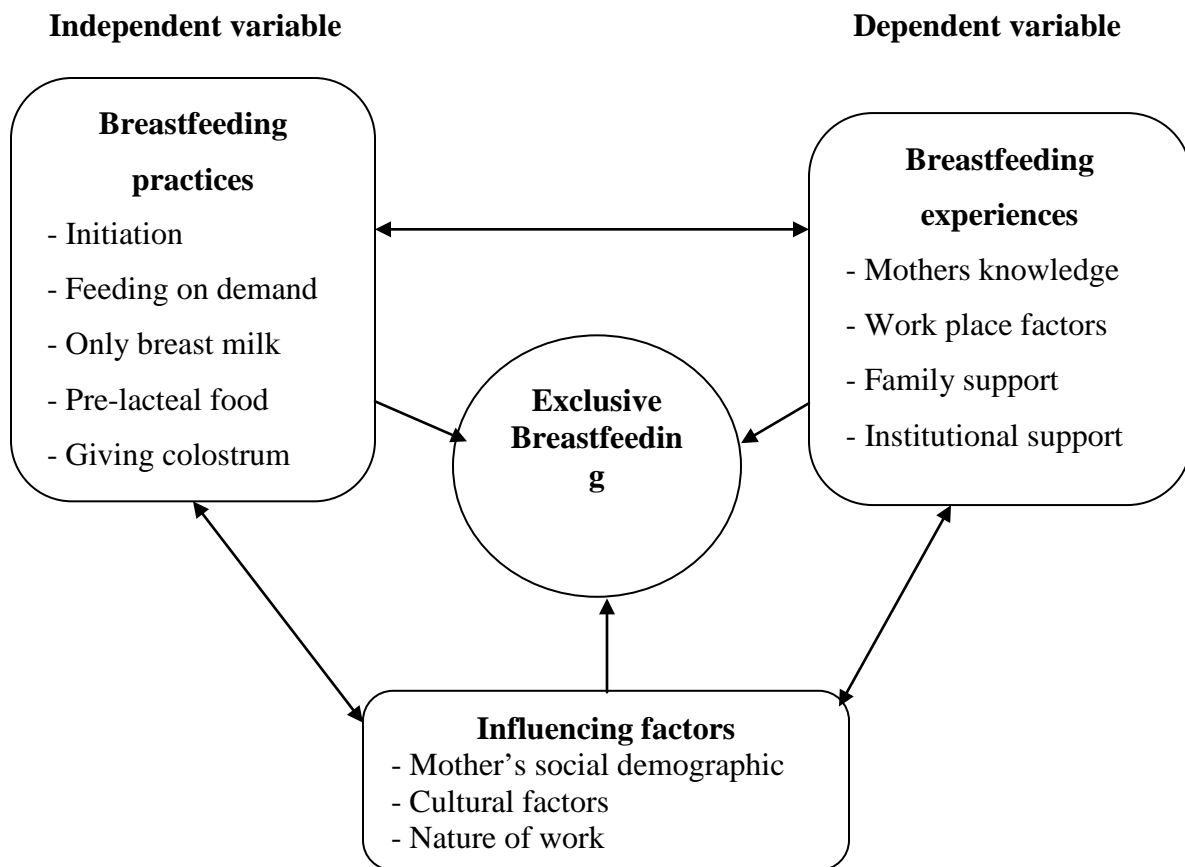 Independent variable
Dependent variable
Breastfeeding
practices
- Initiation
- Feeding on demand
- Only breast milk
- Pre-lacteal food
- Giving colostrum
Breastfeeding
experiences
- Mothers knowledge
- Work place factors
- Family support
- Institutional support
Exclusive
Breastfeedin
g
Influencing factors
- Mother’s social demographic
- Cultural factors
- Nature of work